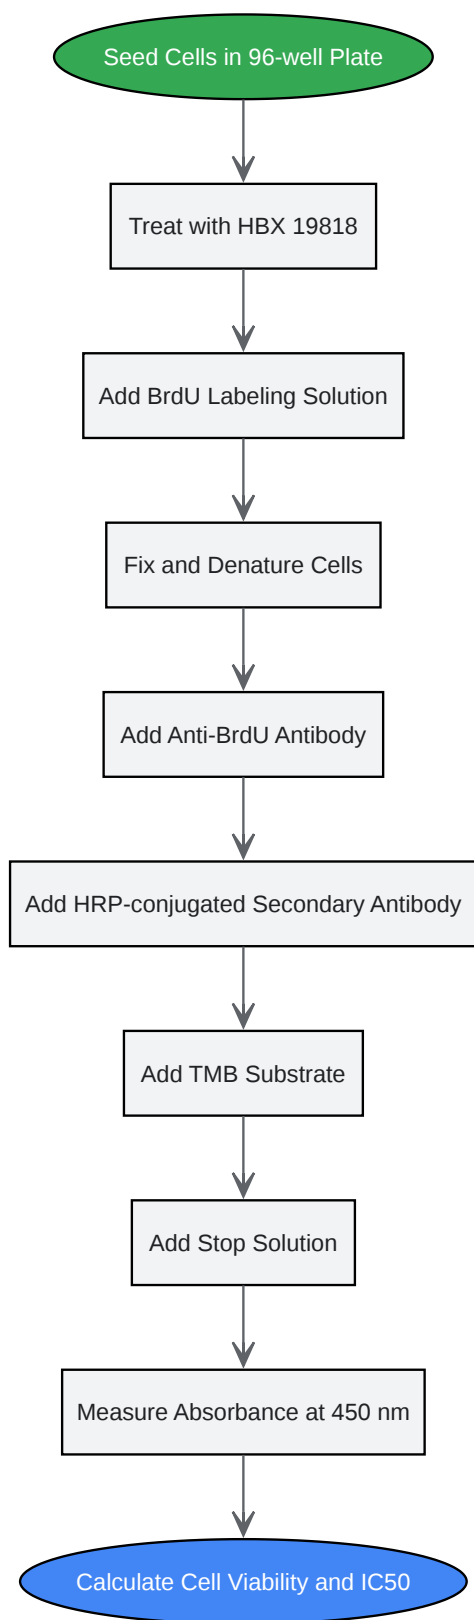 Seed Cells in 96-well Plate
Treat with HBX 19818
Add BrdU Labeling Solution
Fix and Denature Cells
Add Anti-BrdU Antibody
Add HRP-conjugated Secondary Antibody
Add TMB Substrate
Add Stop Solution
Measure Absorbance at 450 nm
Calculate Cell Viability and IC50